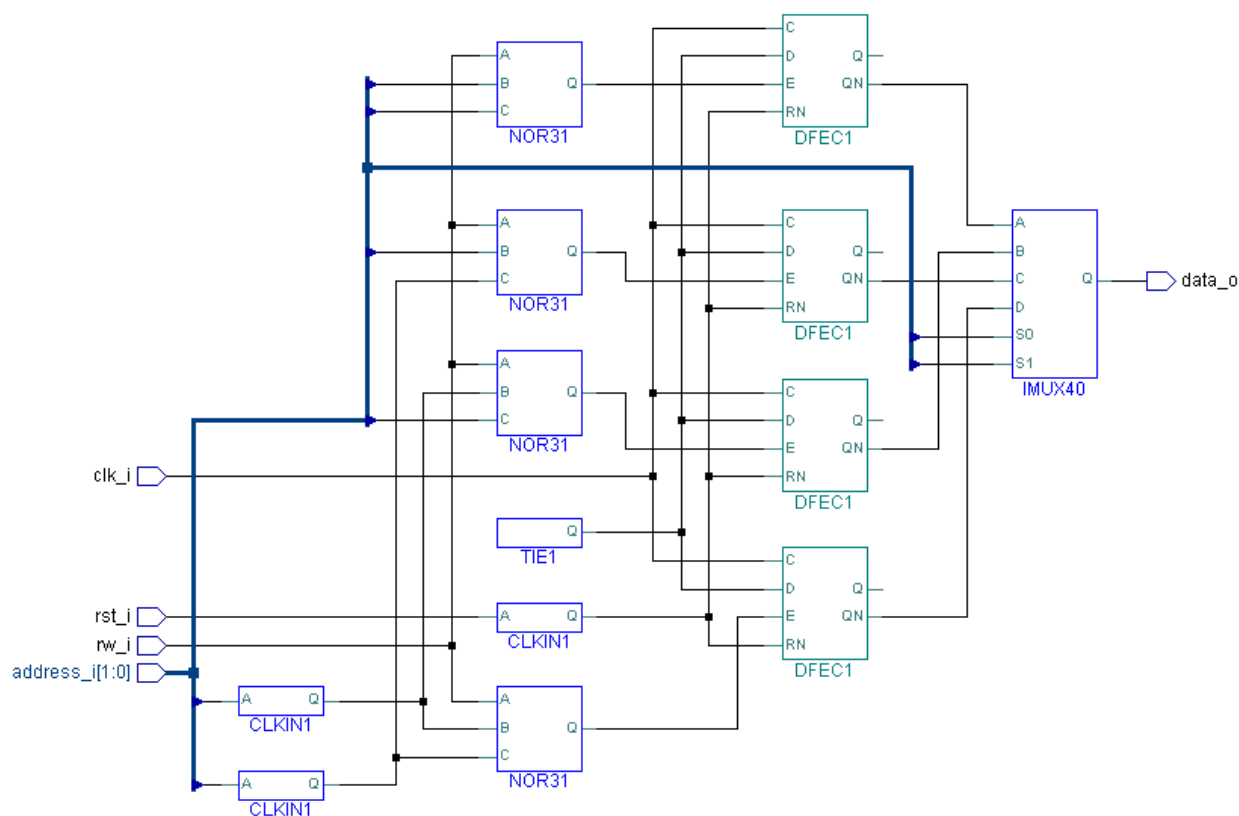 C
D
E
RN
Q
QN
DFEC1
A
B
C
Q
NOR31
A
B
C
Q
NOR31
C
D
E
RN
Q
QN
DFEC1
A
B
C
D
S0
S1
Q
IMUX40
data_o
A
B
C
Q
NOR31
C
D
E
RN
Q
QN
DFEC1
clk_i
Q
TIE1
C
D
E
RN
Q
QN
DFEC1
rst_i
A
Q
CLKIN1
rw_i
address_i[1:0]
A
Q
CLKIN1
A
B
C
Q
NOR31
A
Q
CLKIN1